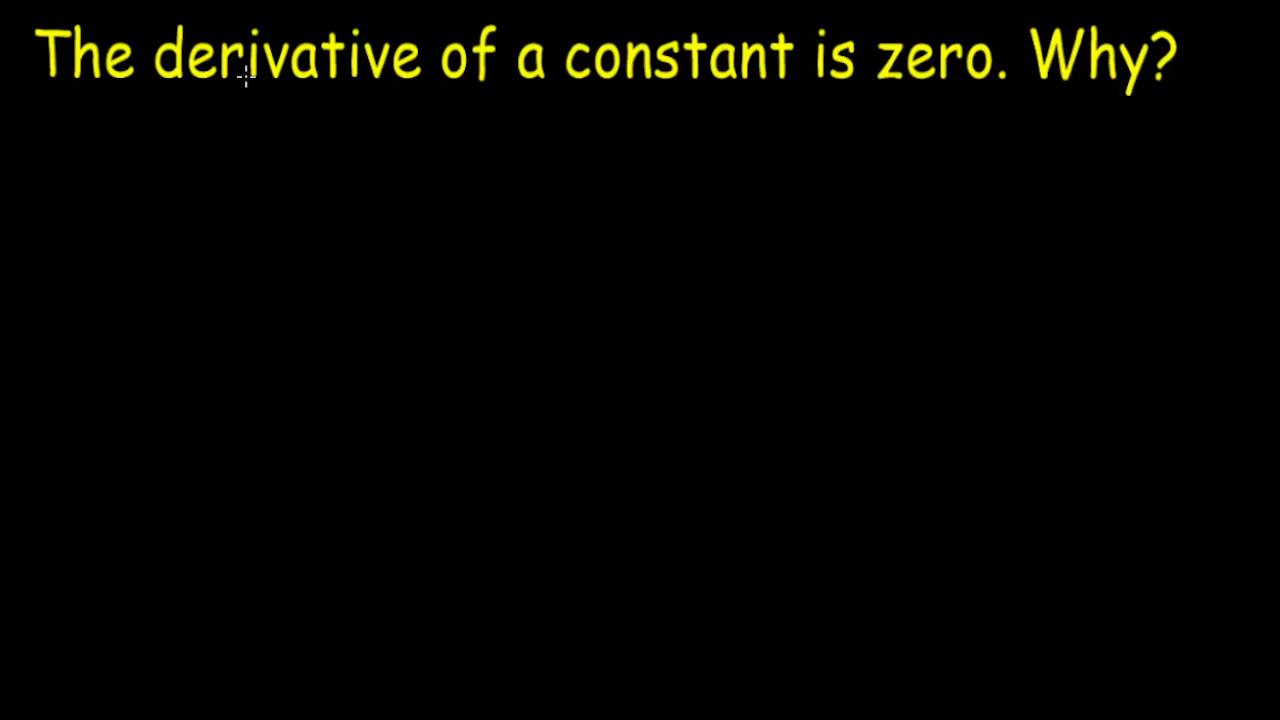 The derivative of a constant is zero. Why?